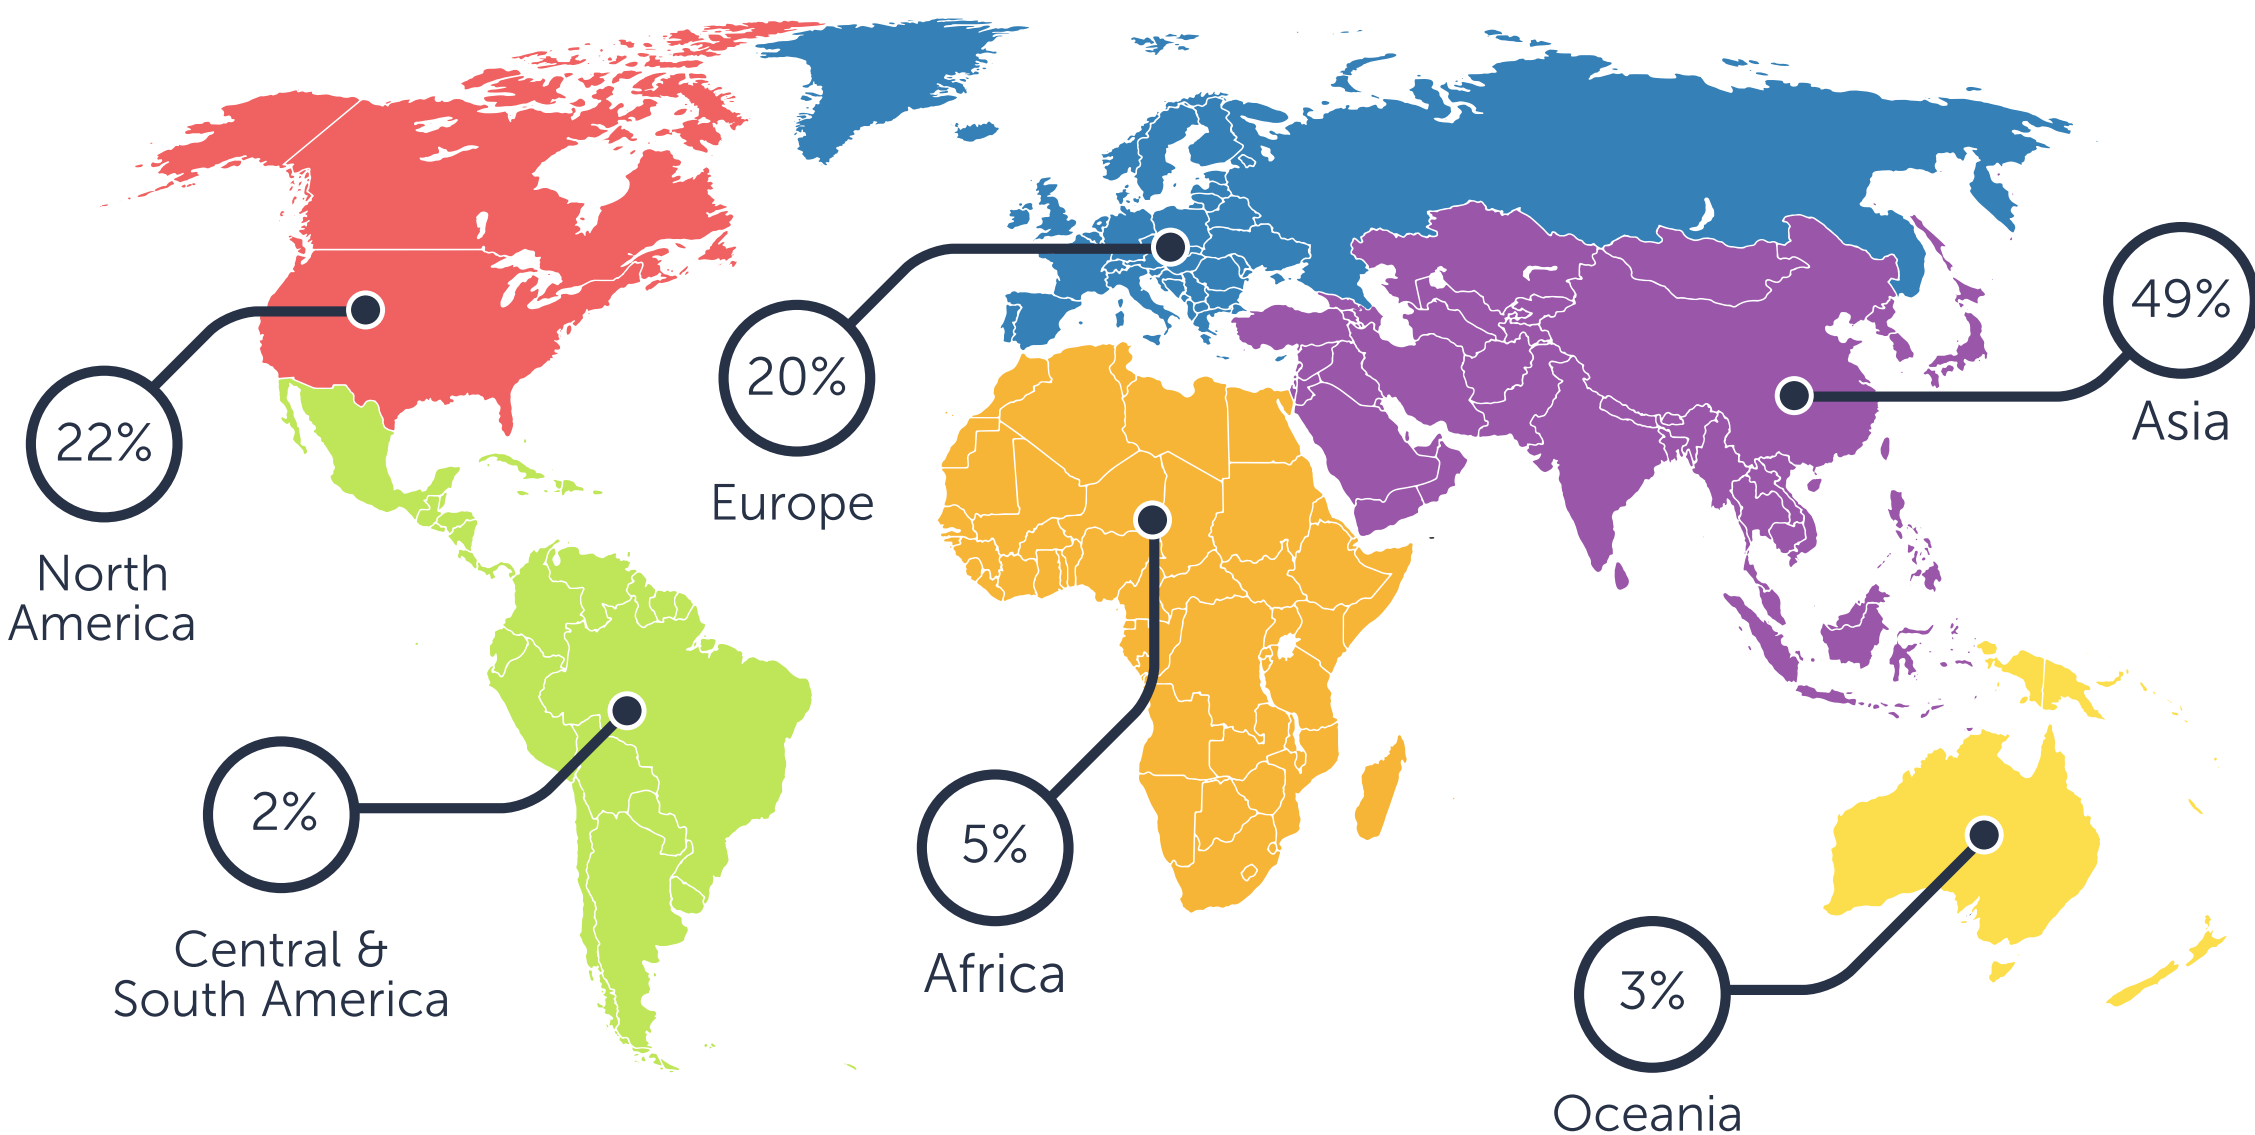 22%
North
America
20%
Europe
49%
Asia
2%
Central &
South America
5%
Africa
3%
Oceania